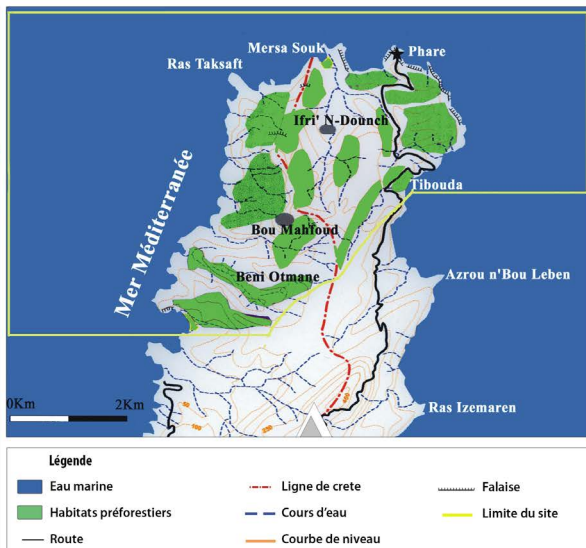 Mersa Souk
Phare
Ras Taksaft
Ifri' N-Dounch
Mer Méditerranée
Tibouda
Bou Mahfoud
Beni Otmane
Azrou n'Bou Leben
0Km
2Km
Ras Izemaren
400
Légende
Eau marine
Ligne de crete
Falaise
Habitats préforestiers
Cours d'eau
Limite du site
Route
Courbe de niveau